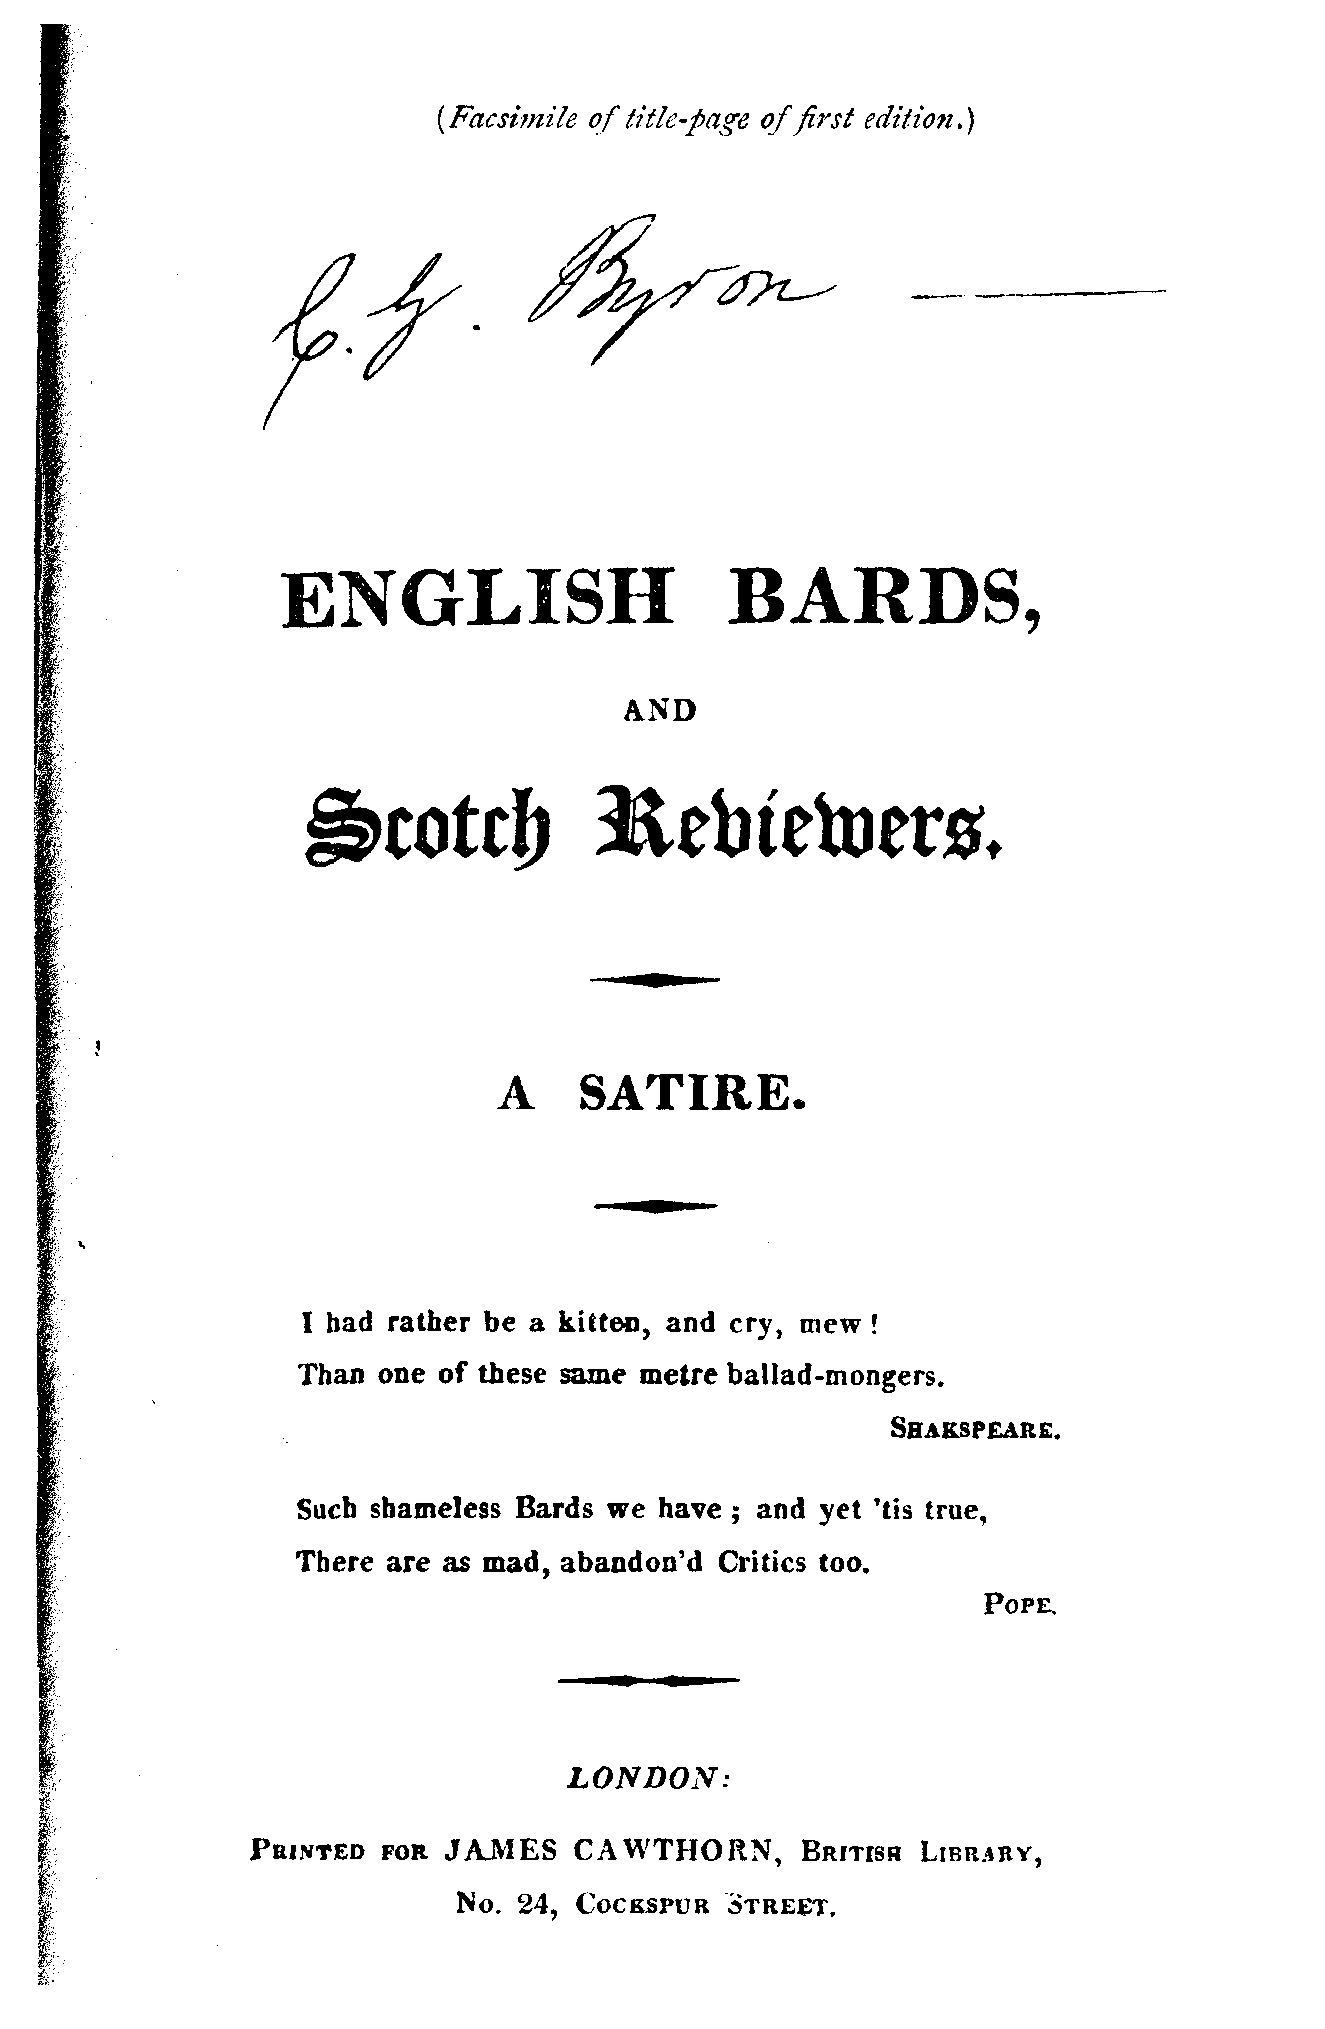 (Facsimile of title-page of first edition.)
C. G. Byron
ENGLISH BARDS,
AND
Scotch Reviewers.
A SATIRE.
I had rather be a kitten, and cry, mew!
Than one of these same metre ballad-mongers.
SHAKSPEARE.
Such shameless Bards we have; and yet 'tis true,
There are as mad, abandon'd Critics too.
POPE.
LONDON:
PRINTED FOR JAMES CAWTHORN, BRITISH LIBRARY,
No. 24, COCKSPUR STREET.